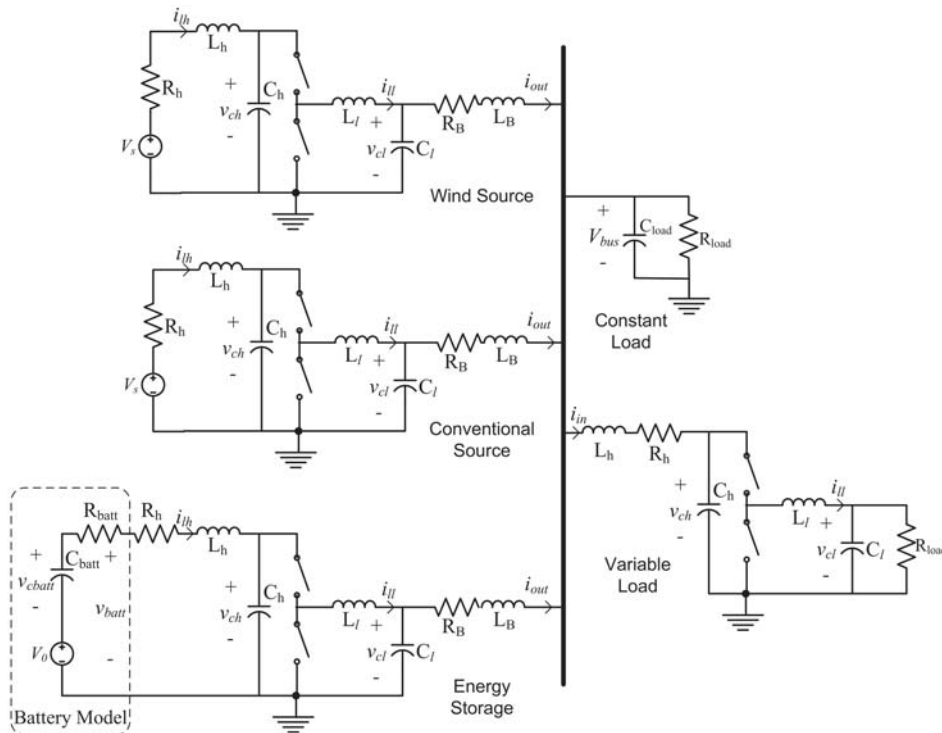 i_lh
L_h
R_h
+
v_ch
-
C_h
V_s
i_ll
L_l
+
v_cl
-
C_l
R_B
L_B
i_out
Wind Source
i_lh
L_h
R_h
+
v_ch
-
C_h
V_s
i_ll
L_l
+
v_cl
-
C_l
R_B
L_B
i_out
Conventional
Source
R_batt
R_h
i_lh
L_h
+
C_batt
v_cbatt
-
+
v_batt
-
V_0
Battery Model
+
v_ch
-
C_h
i_ll
L_l
+
v_cl
-
C_l
R_B
L_B
i_out
Energy
Storage
+
V_bus
-
C_load
R_load
Constant
Load
i_in
L_h
R_h
+
v_ch
-
C_h
i_ll
L_l
+
v_cl
-
C_l
R_load
Variable
Load